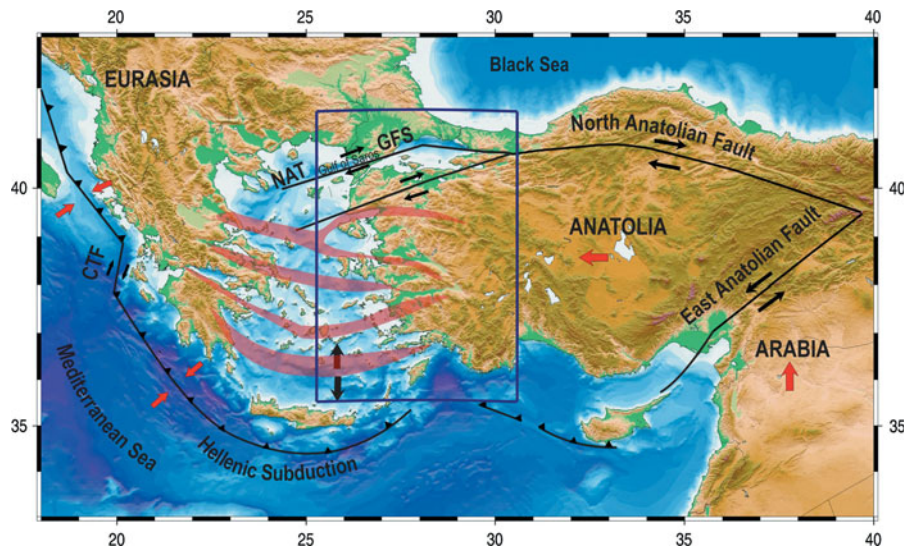 20 25 30 35 40
EURASIA
Black Sea
North Anatolian Fault
GFS
Gulf of Saros
NAT
40
40
ANATOLIA
East Anatolian Fault
CTF
ARABIA
Mediterranean Sea
35
35
Hellenic Subduction
20 25 30 35 40